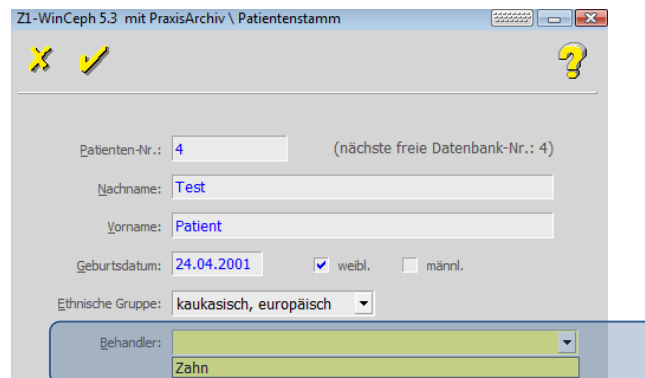 Z1-WinCeph 5.3 mit PraxisArchiv \ Patientenstamm
Patienten-Nr.: 4 (nächste freie Datenbank-Nr.: 4)
Nachname: Test
Vorname: Patient
Geburtsdatum: 24.04.2001 weibl. männl.
Ethnische Gruppe: kaukasisch, europäisch
Behandler:
Zahn